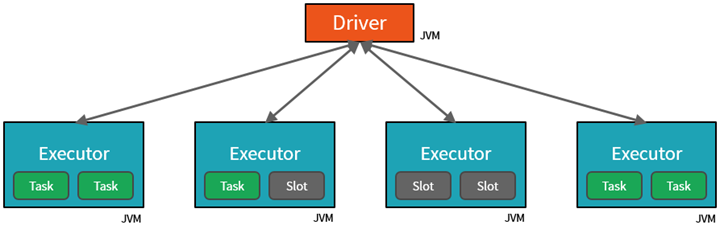 Driver
JVM
Executor
Task Task
JVM
Executor
Task Slot
JVM
Executor
Slot Slot
JVM
Executor
Task Task
JVM